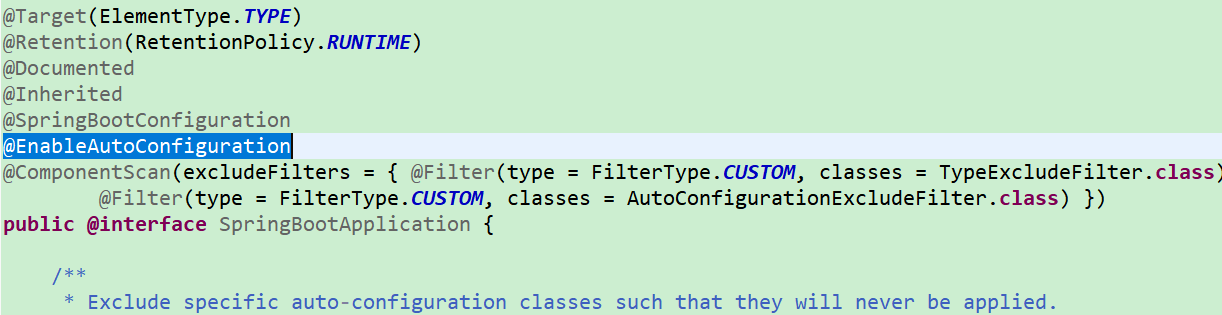 @Target(ElementType.TYPE)
@Retention(RetentionPolicy.RUNTIME)
@Documented
@Inherited
@SpringBootConfiguration
@EnableAutoConfiguration
@ComponentScan(excludeFilters = { @Filter(type = FilterType.CUSTOM, classes = TypeExcludeFilter.class)
        @Filter(type = FilterType.CUSTOM, classes = AutoConfigurationExcludeFilter.class) })
public @interface SpringBootApplication {
    /**
     * Exclude specific auto-configuration classes such that they will never be applied.